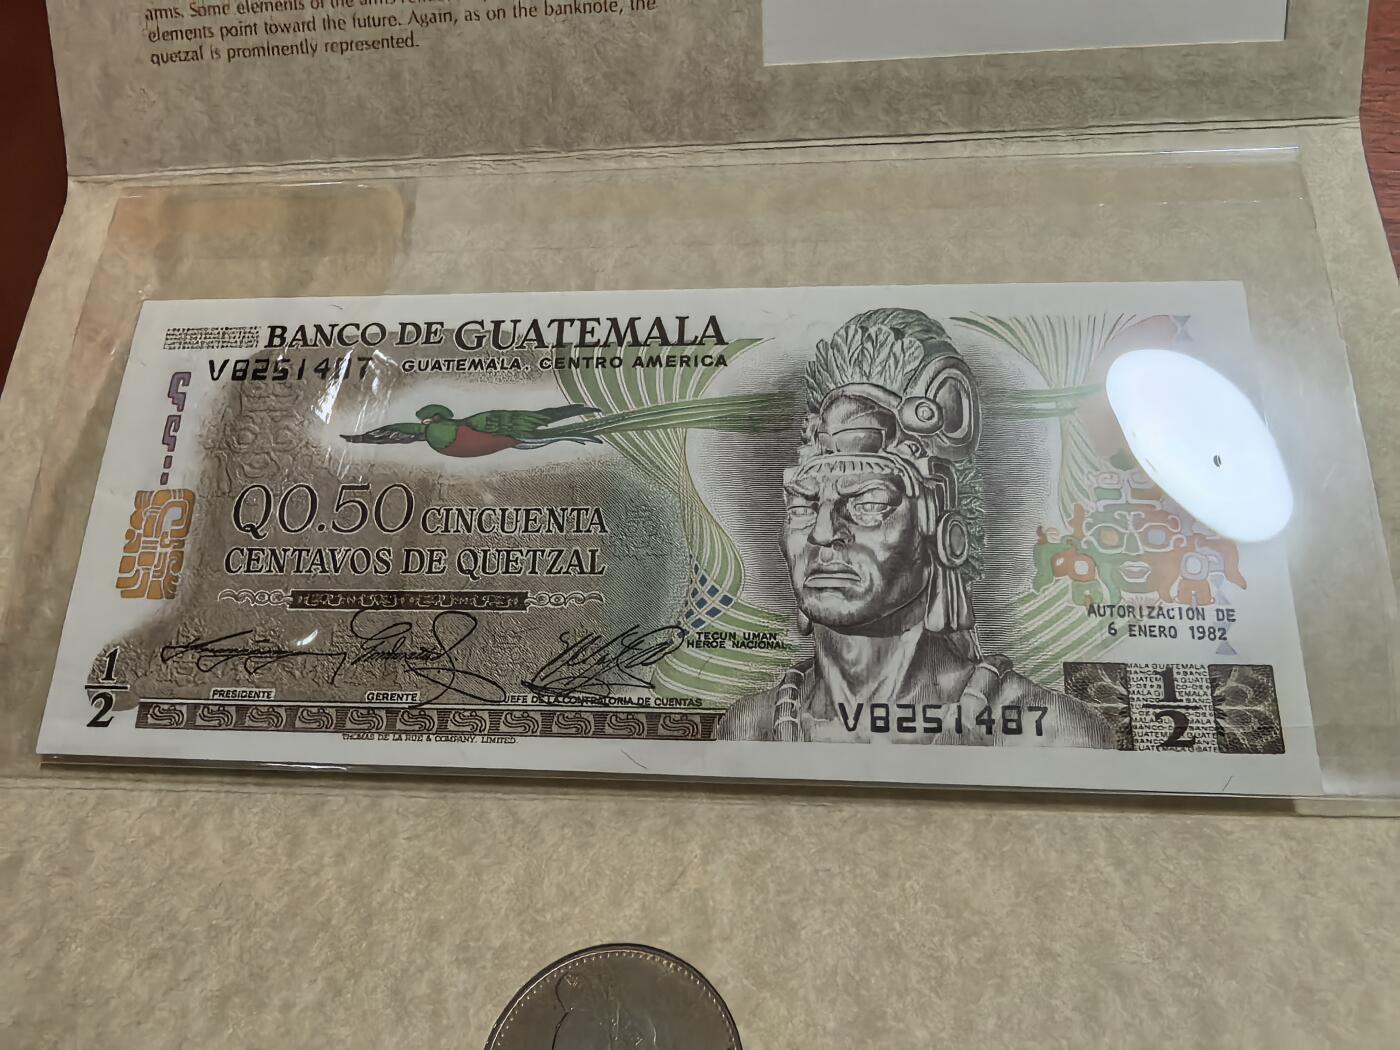 arms. Some elements of the arms
elements point toward the future. Again, as on the banknote, the
quetzal is prominently represented.
BANCO DE GUATEMALA
V8251487 GUATEMALA, CENTRO AMERICA
Q0.50 CINCUENTA
CENTAVOS DE QUETZAL
TECUN UMAN
HEROE NACIONAL
AUTORIZACION DE
6 ENERO 1982
1/2
PRESIDENTE GERENTE JEFE DE LA CONTRALORIA DE CUENTAS
V8251487
1/2
THOMAS DE LA RUE & COMPANY, LIMITED.